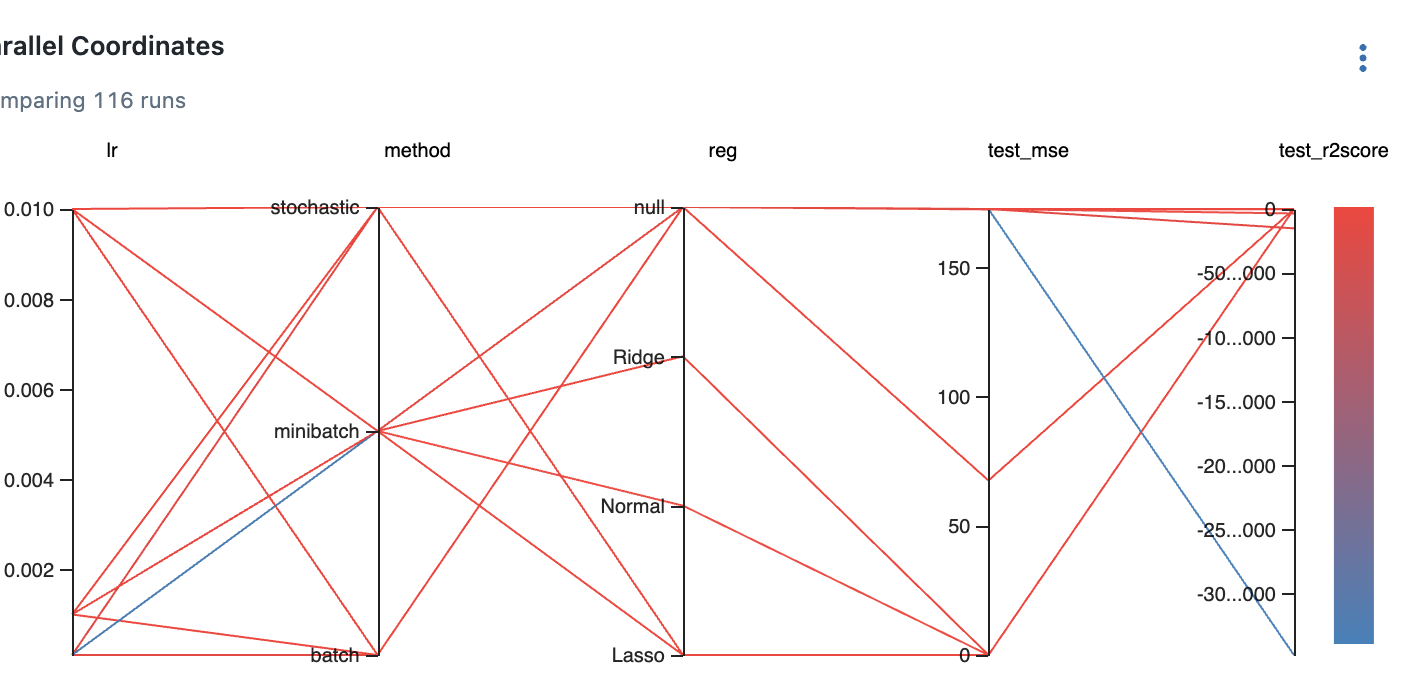 rallel Coordinates
mparing 116 runs
lr method reg test_mse test_r2score
0.010
0.008
0.006
0.004
0.002
stochastic
minibatch
batch
null
Ridge
Normal
Lasso
150
100
50
0
0
-50...000
-10...000
-15...000
-20...000
-25...000
-30...000